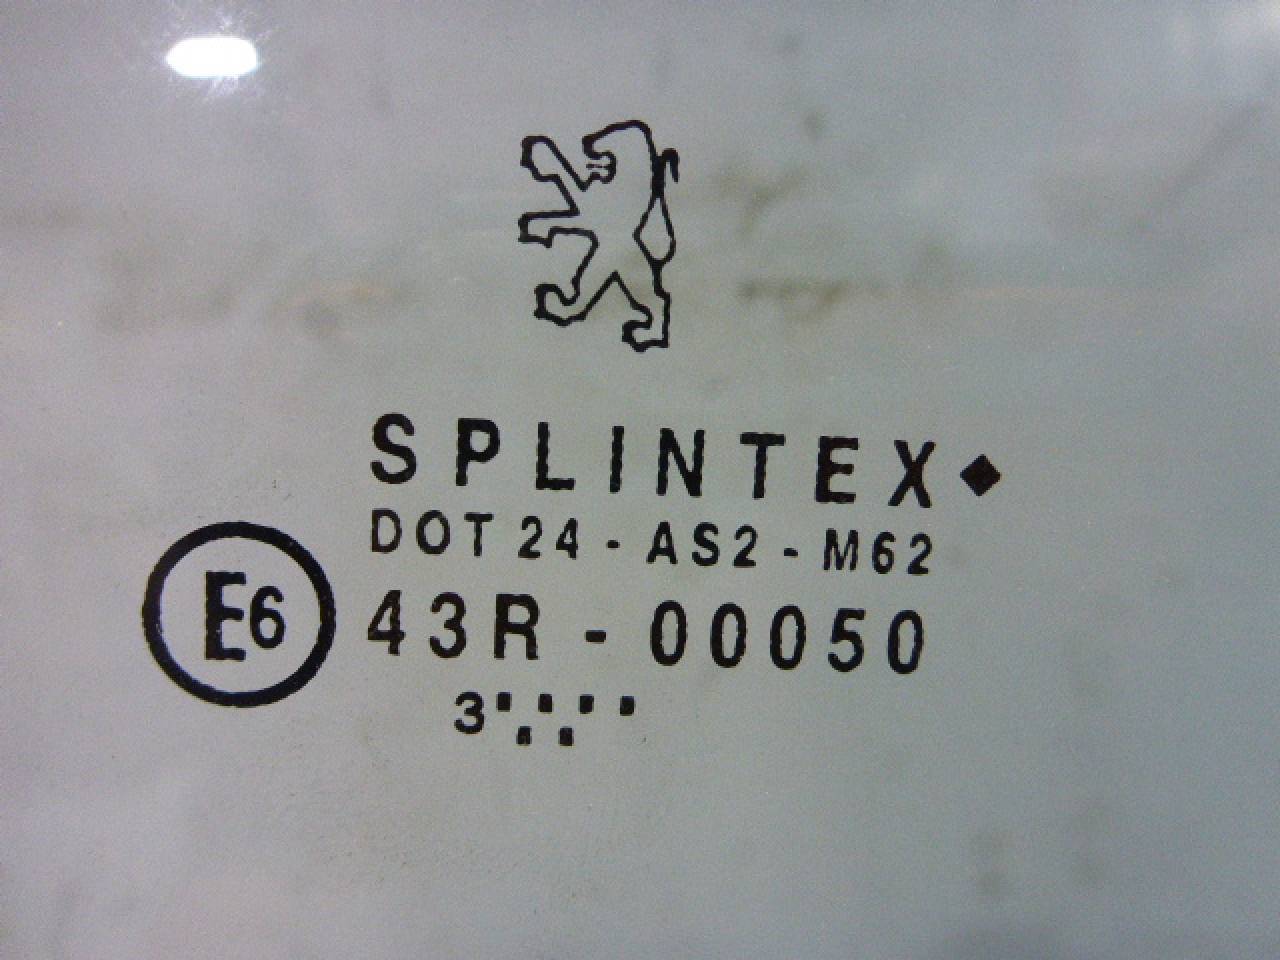 SPLINTEX◆
DOT 24 - AS2 - M62
E6
43R - 00050
3